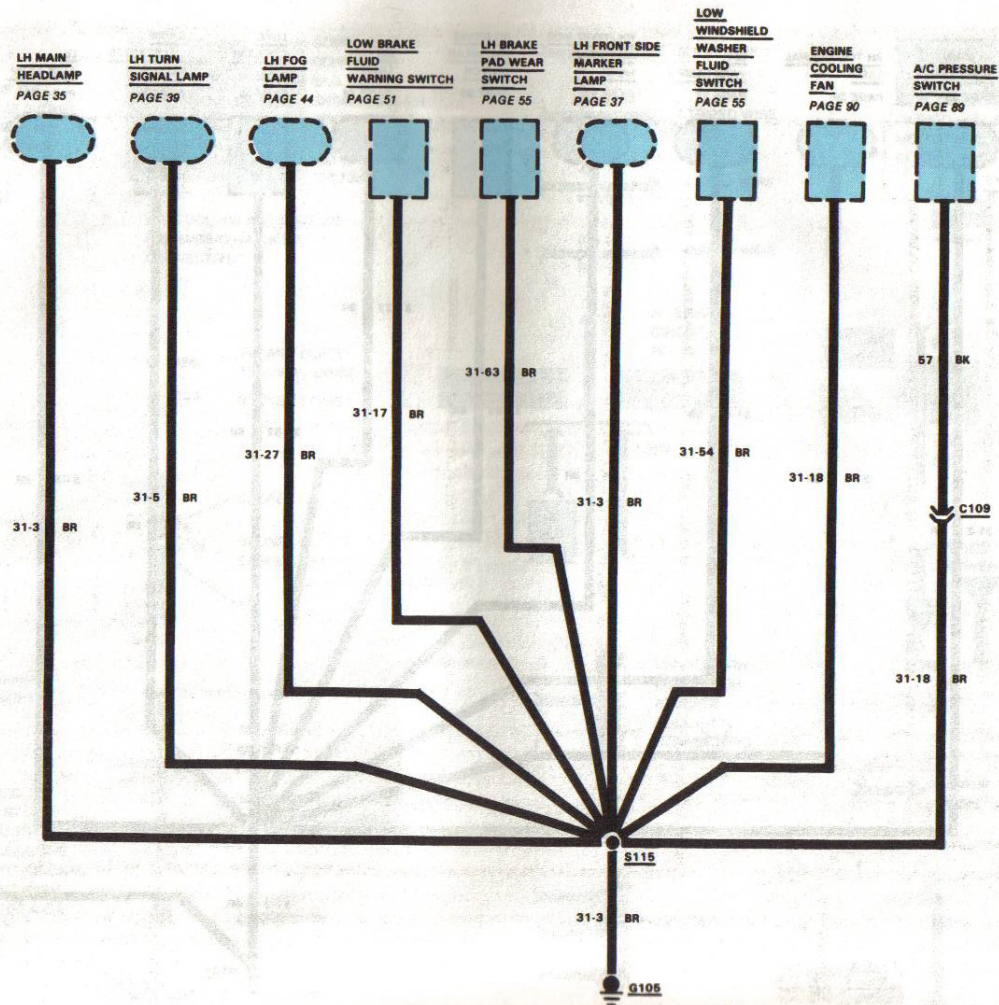 LH MAIN
HEADLAMP
PAGE 35
LH TURN
SIGNAL LAMP
PAGE 39
LH FOG
LAMP
PAGE 44
LOW BRAKE
FLUID
WARNING SWITCH
PAGE 51
LH BRAKE
PAD WEAR
SWITCH
PAGE 55
LH FRONT SIDE
MARKER
LAMP
PAGE 37
LOW
WINDSHIELD
WASHER
FLUID
SWITCH
PAGE 55
ENGINE
COOLING
FAN
PAGE 90
A/C PRESSURE
SWITCH
PAGE 89
57 BK
31-63 BR
31-17 BR
31-27 BR
31-54 BR
31-18 BR
31-5 BR
31-3 BR
C109
31-3 BR
31-18 BR
S115
31-3 BR
G105